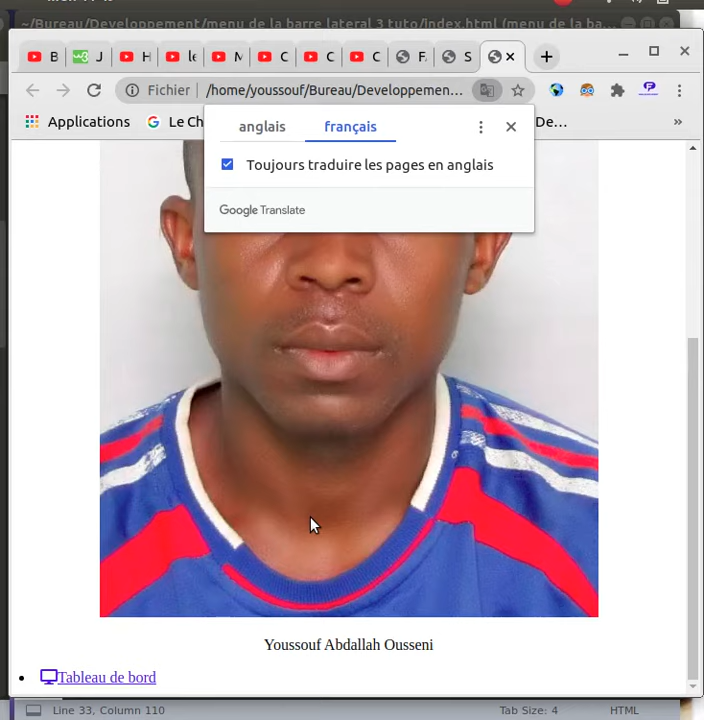 ~/Bureau/Developpement/menu de la barre lateral 3 tuto/index.html (menu de la ba...
B
J
H
le
M
C
C
C
F
S
Fichier
/home/youssouf/Bureau/Developpemen...
Applications
Le Ch
De...
»
anglais
français
Toujours traduire les pages en anglais
Google Translate
Youssouf Abdallah Ousseni
Tableau de bord
Line 33, Column 110
Tab Size: 4
HTML